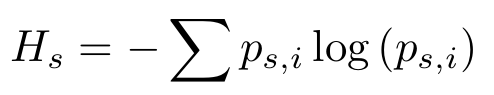 H_s = -\sum p_{s,i} \log (p_{s,i})